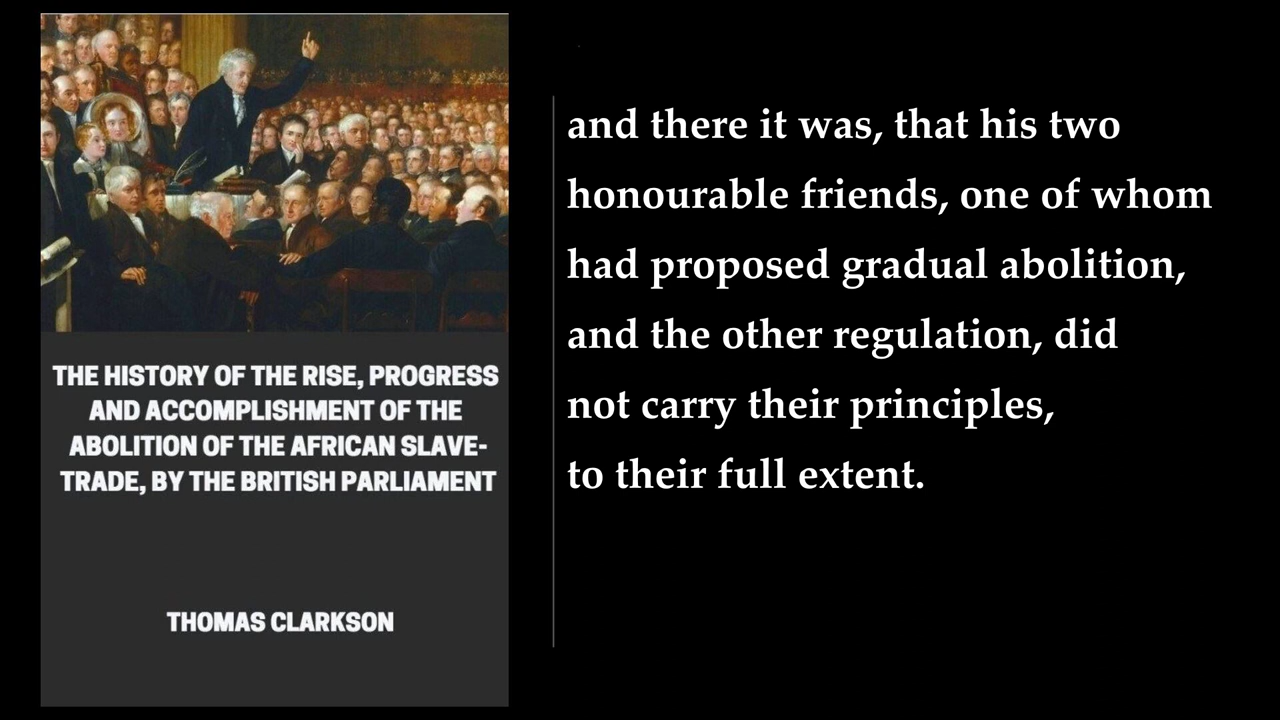 THE HISTORY OF THE RISE, PROGRESS
AND ACCOMPLISHMENT OF THE
ABOLITION OF THE AFRICAN SLAVE-
TRADE, BY THE BRITISH PARLIAMENT
THOMAS CLARKSON
and there it was, that his two
honourable friends, one of whom
had proposed gradual abolition,
and the other regulation, did
not carry their principles,
to their full extent.